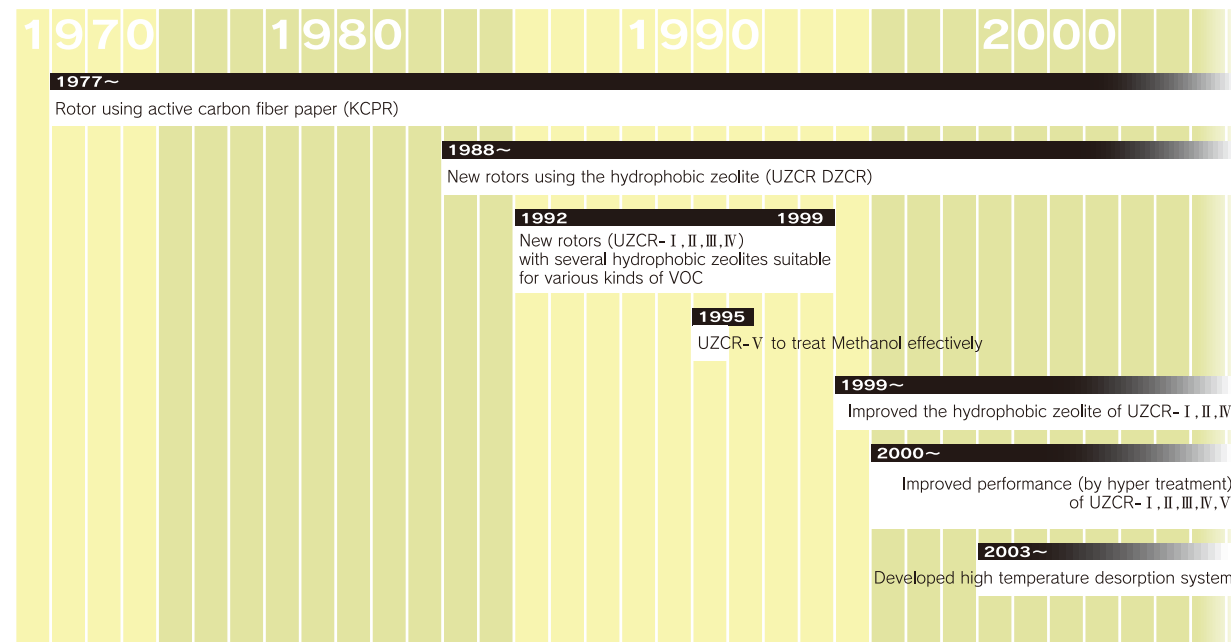 1970 1980 1990 2000
1977~
Rotor using active carbon fiber paper (KCPR)
1988~
New rotors using the hydrophobic zeolite (UZCR DZCR)
1992 1999
New rotors (UZCR-Ⅰ,Ⅱ,Ⅲ,Ⅳ)
with several hydrophobic zeolites suitable
for various kinds of VOC
1995
UZCR-Ⅴ to treat Methanol effectively
1999~
Improved the hydrophobic zeolite of UZCR-Ⅰ,Ⅱ,Ⅳ
2000~
Improved performance (by hyper treatment)
of UZCR-Ⅰ,Ⅱ,Ⅲ,Ⅳ,Ⅴ
2003~
Developed high temperature desorption system